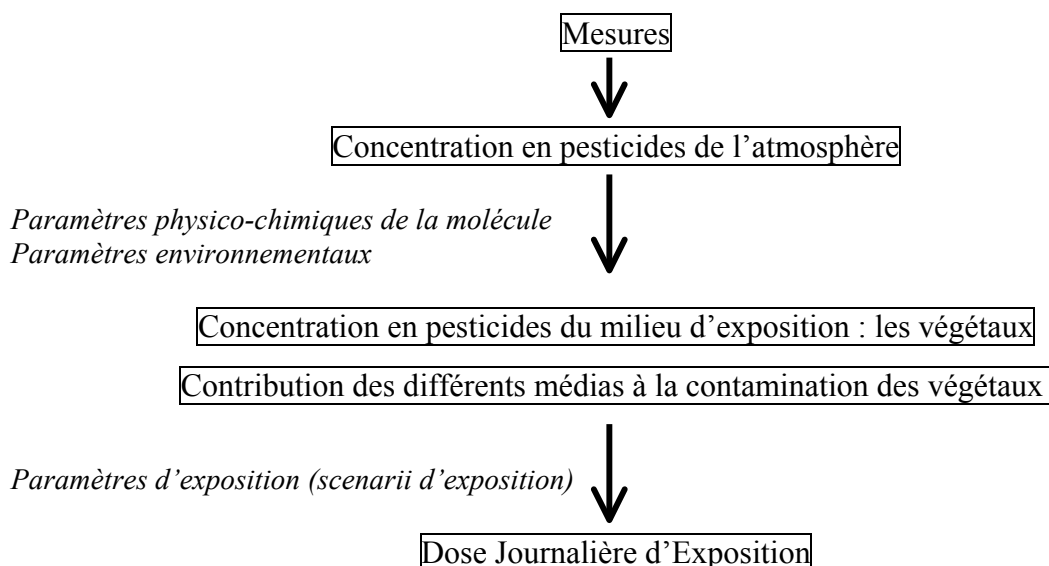 Mesures
Concentration en pesticides de l’atmosphère
Paramètres physico-chimiques de la molécule
Paramètres environnementaux
Concentration en pesticides du milieu d’exposition : les végétaux
Contribution des différents médias à la contamination des végétaux
Paramètres d’exposition (scenarii d’exposition)
Dose Journalière d’Exposition